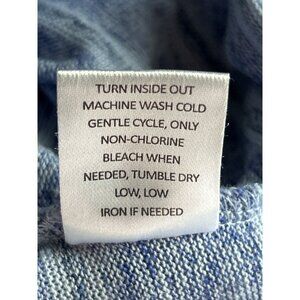 TURN INSIDE OUT
MACHINE WASH COLD
GENTLE CYCLE, ONLY
NON-CHLORINE
BLEACH WHEN
NEEDED, TUMBLE DRY
LOW, LOW
IRON IF NEEDED